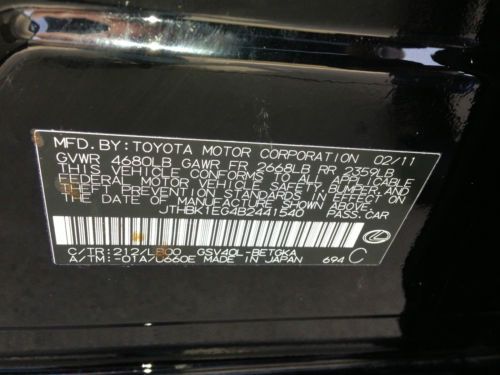 MFD. BY: TOYOTA MOTOR CORPORATION 02/11
GVWR 4680LB GAWR FR 2668LB RR 2359LB
THIS VEHICLE CONFORMS TO ALL APPLICABLE
FEDERAL MOTOR VEHICLE SAFETY, BUMPER, AND
THEFT PREVENTION STANDARDS IN EFFECT ON
THE DATE OF MANUFACTURE SHOWN ABOVE.
JTHBK1EG4B2441540 PASS.CAR
C/TR:212/LB00 GSV40L-BETGKA
A/TM:-01A/U660E MADE IN JAPAN 694 C